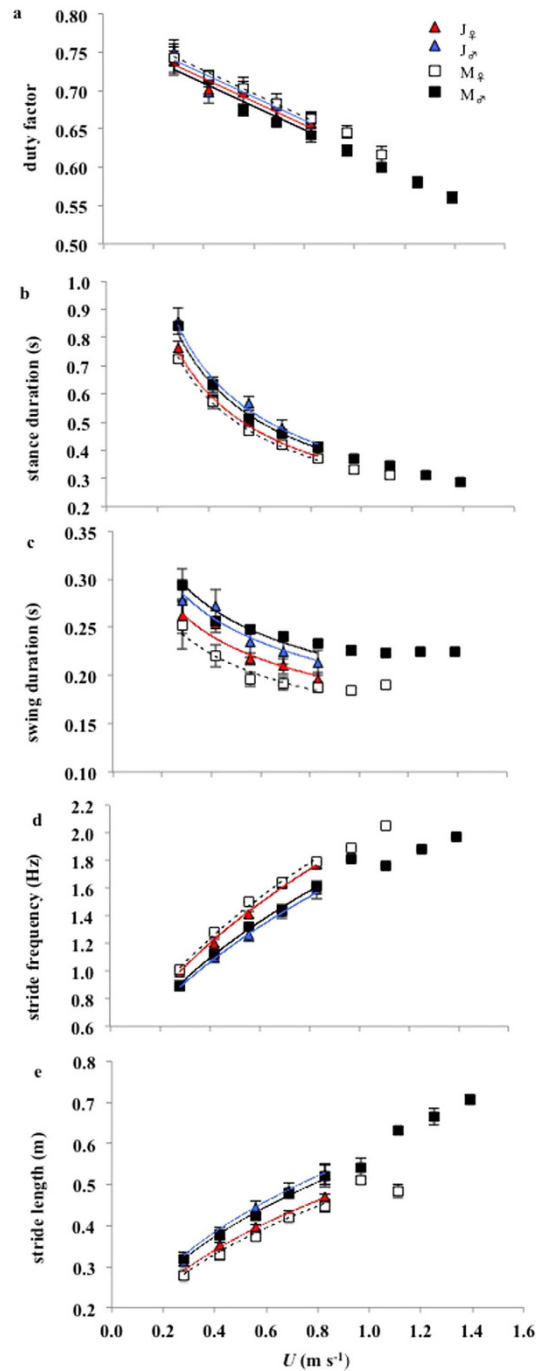 a
J♀
J♂
M♀
M♂
0.80
0.75
0.70
0.65
0.60
0.55
0.50
duty factor
b
1.0
0.9
0.8
0.7
0.6
0.5
0.4
0.3
0.2
stance duration (s)
c
0.35
0.30
0.25
0.20
0.15
0.10
swing duration (s)
d
2.2
2.0
1.8
1.6
1.4
1.2
1.0
0.8
0.6
stride frequency (Hz)
e
0.8
0.7
0.6
0.5
0.4
0.3
0.2
stride length (m)
0.0 0.2 0.4 0.6 0.8 1.0 1.2 1.4 1.6
U (m s⁻¹)